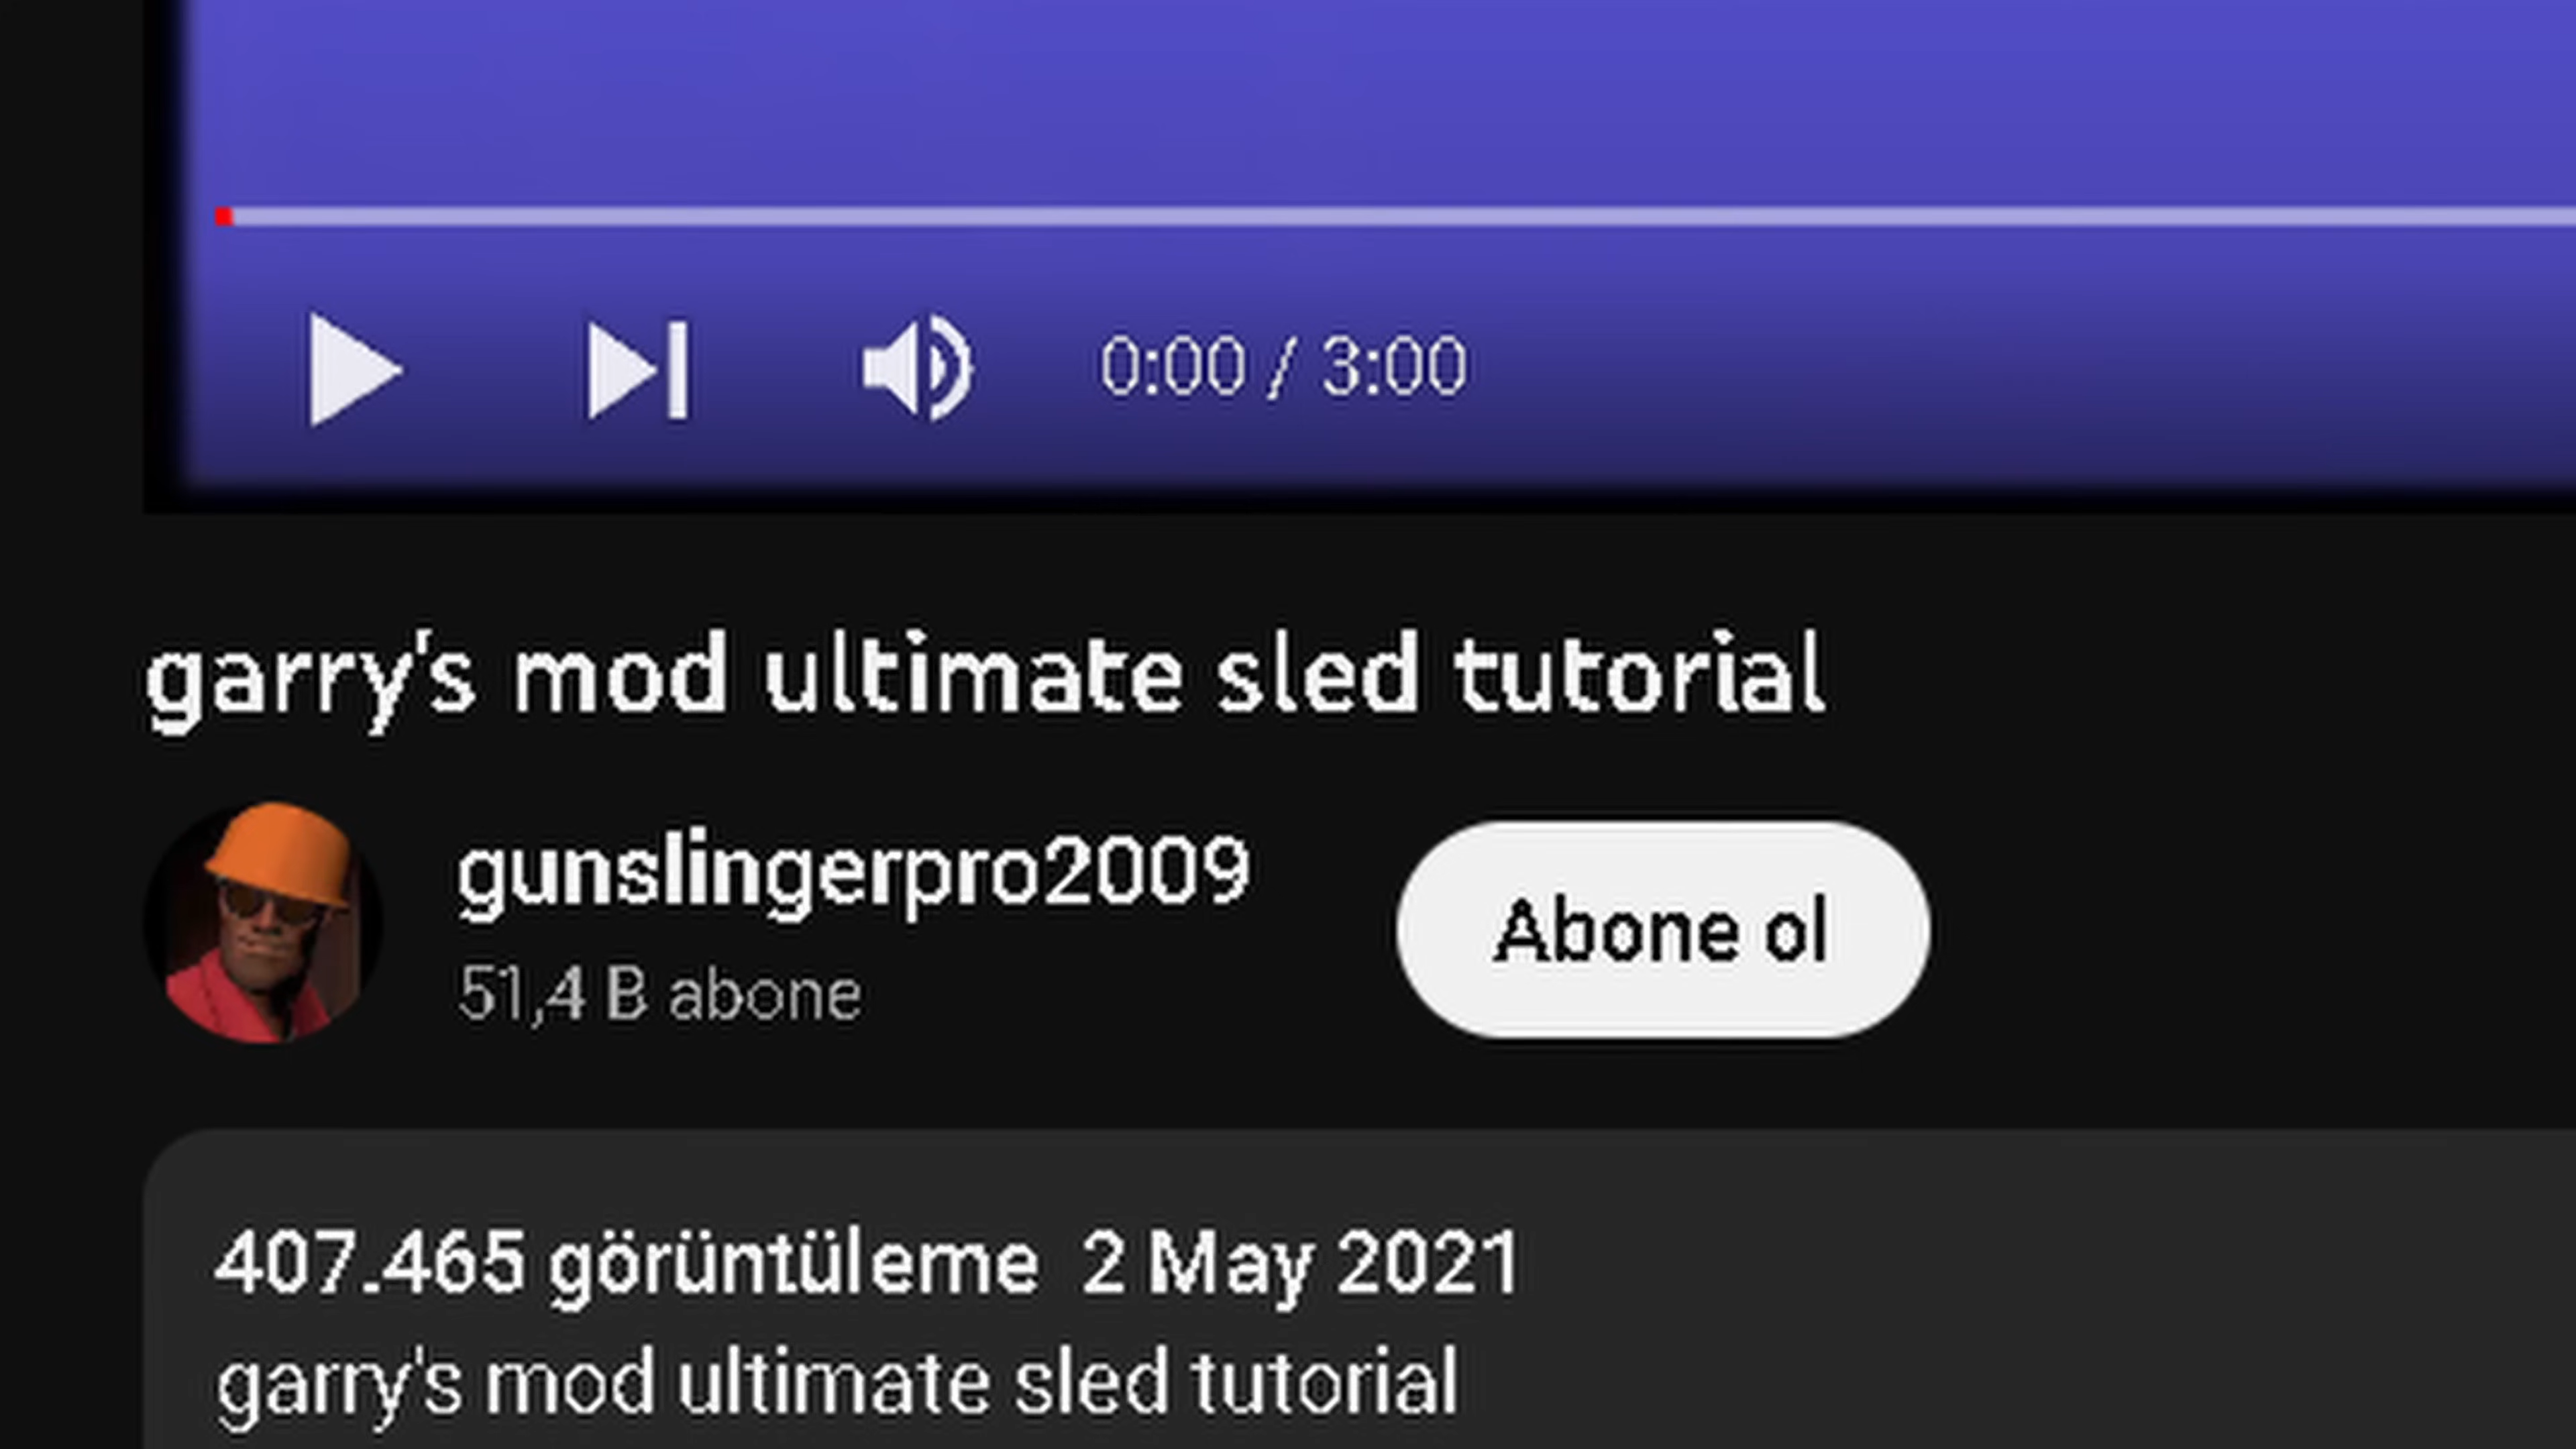 0:00 / 3:00
garry's mod ultimate sled tutorial
gunslingerpro2009
51,4 B abone
Abone ol
407.465 görüntüleme  2 May 2021
garry's mod ultimate sled tutorial